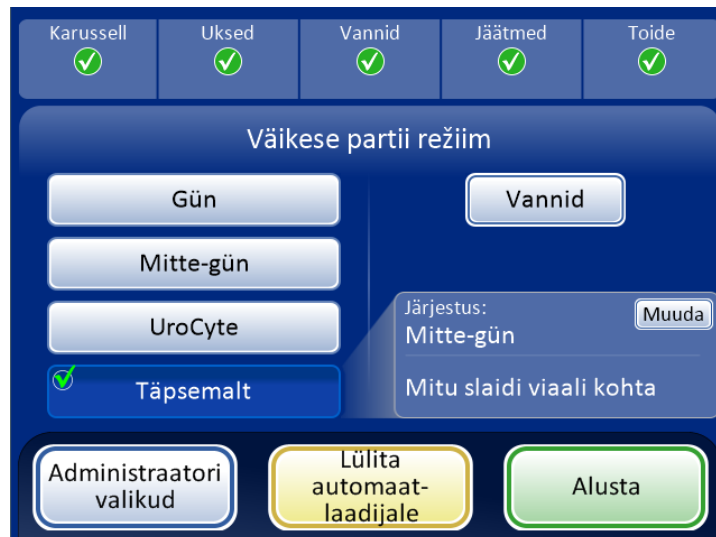 Karussell
Uksed
Vannid
Jäätmed
Toide
Väikese partii režiim
Gün
Vannid
Mitte-gün
UroCyte
Täpsemalt
Järjestus:
Muuda
Mitte-gün
Mitu slaidi viaali kohta
Administraatori
valikud
Lülita
automaat-
laadijale
Alusta